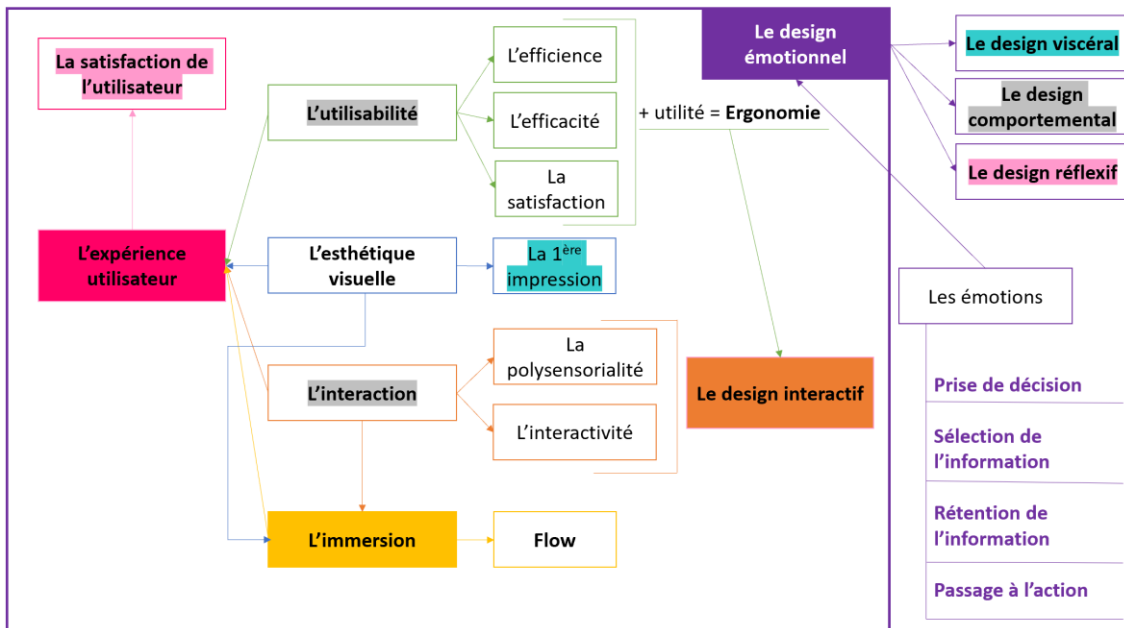 La satisfaction de
l'utilisateur
L'expérience
utilisateur
L'utilisabilité
L'efficience
L'efficacité
La
satisfaction
+ utilité = Ergonomie
L'esthétique
visuelle
La 1ère
impression
L'interaction
La
polysensorialité
L'interactivité
Le design interactif
L'immersion
Flow
Le design
émotionnel
Le design viscéral
Le design
comportemental
Le design réflexif
Les émotions
Prise de décision
Sélection de
l'information
Rétention de
l'information
Passage à l'action